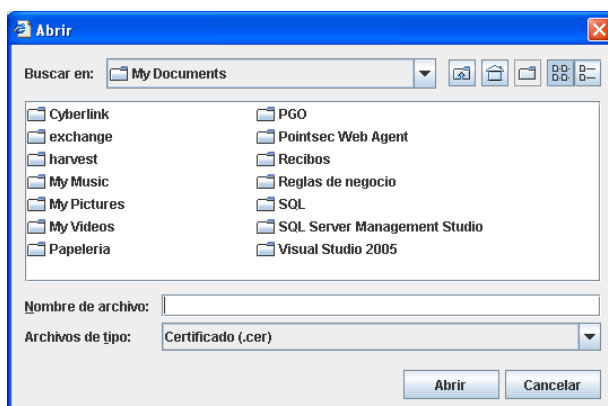 Abrir
Buscar en: My Documents
Cyberlink PGO
exchange Pointsec Web Agent
harvest Recibos
My Music Reglas de negocio
My Pictures SQL
My Videos SQL Server Management Studio
Papeleria Visual Studio 2005
Nombre de archivo:
Archivos de tipo: Certificado (.cer)
Abrir Cancelar